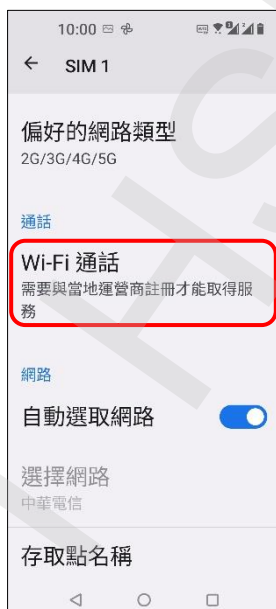 10:00
SIM 1
偏好的網路類型
2G/3G/4G/5G
通話
Wi-Fi 通話
需要與當地運營商註冊才能取得服
務
網路
自動選取網路
選擇網路
中華電信
存取點名稱